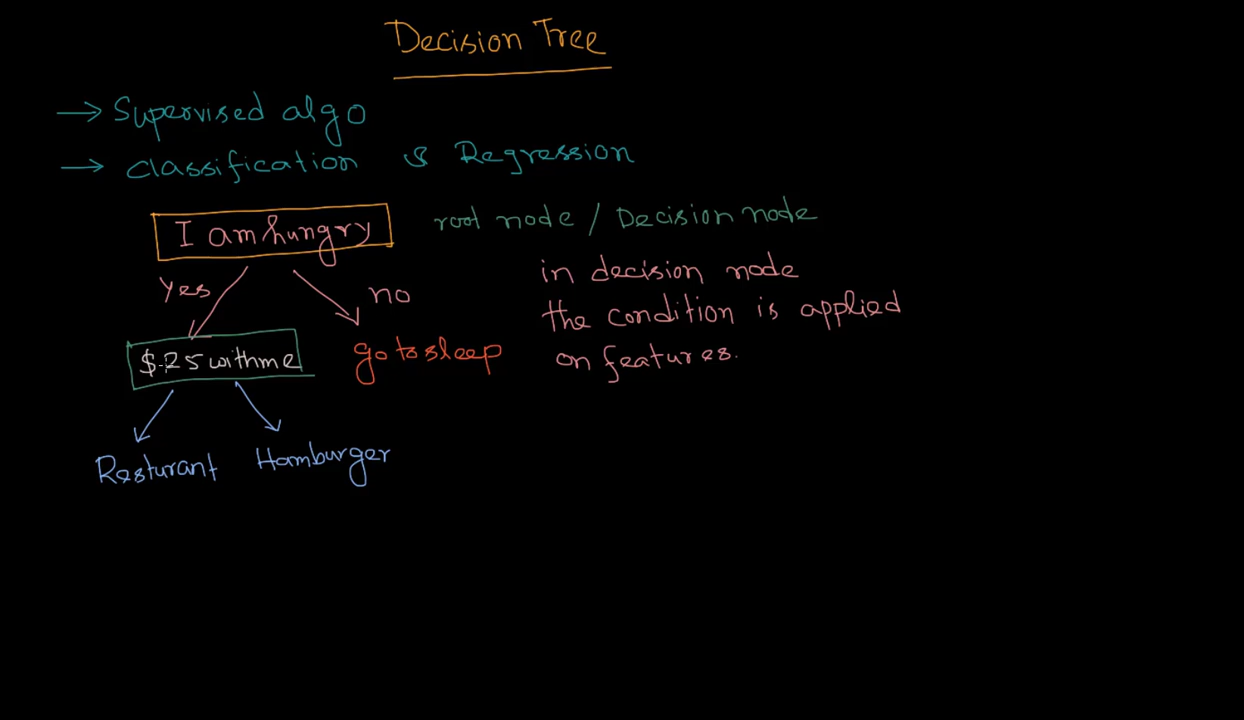 Decision Tree
→ Supervised algo
→ Classification & Regression
I am hungry
root node / Decision node
Yes
no
in decision node
the condition is applied
on features.
$.25 with me
go to sleep
Resturant
Hamburger